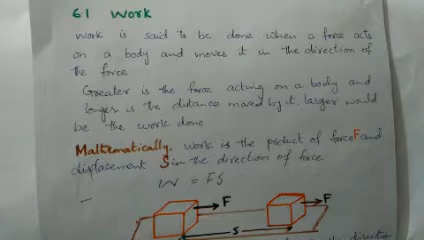 6.1 Work
Work is said to be done when a force acts
on a body and moves it in the direction of
the force
Greater is the force acting on a body and
longer is the distance moved by it, larger would
be the work done
Mathematically, work is the product of force F and
displacement S in the direction of force
W = FS
F F
S
the direction